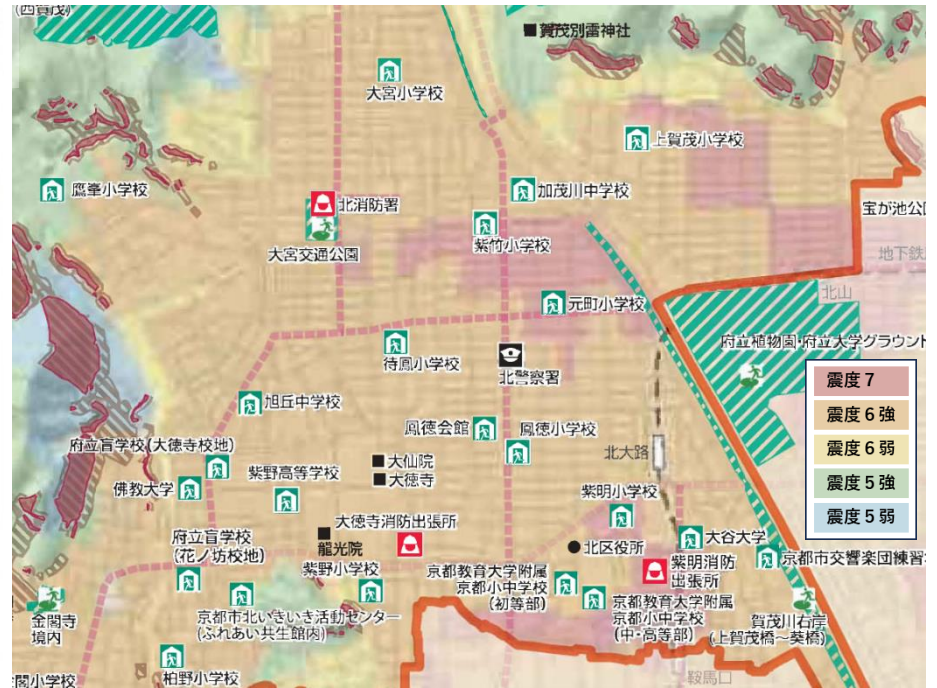 (西賀茂)
賀茂別雷神社
大宮小学校
上賀茂小学校
鷹峯小学校
加茂川中学校
北消防署
宝が池公園
紫竹小学校
大宮交通公園
地下鉄
北山
元町小学校
府立植物園・府立大学グラウンド
待鳳小学校
北警察署
震度7
震度6強
震度6弱
震度5強
震度5弱
旭丘中学校
鳳徳会館
鳳徳小学校
府立盲学校(大徳寺校地)
大仙院
大徳寺
北大路
紫野高等学校
佛教大学
紫明小学校
大徳寺消防出張所
府立盲学校
(花ノ坊校地)
龍光院
北区役所
大谷大学
紫明消防
出張所
京都市交響楽団練習
紫野小学校
京都教育大学附属
京都小中学校
(初等部)
京都教育大学附属
京都小中学校
(中・高等部)
金閣寺
境内
京都市北いきいき活動センター
(ふれあい共生館内)
賀茂川右岸
(上賀茂橋~葵橋)
柏野小学校
閣小学校
鞍馬口